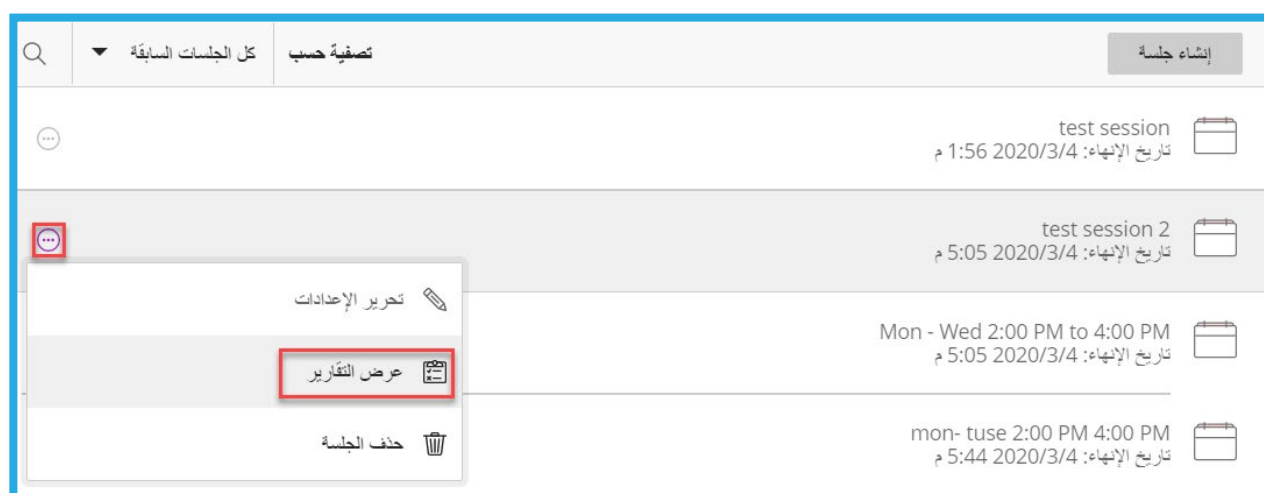 إنشاء جلسة
تصفية حسب
كل الجلسات السابقة
test session
تاريخ الإنهاء: 2020/3/4 1:56 م
test session 2
تاريخ الإنهاء: 2020/3/4 5:05 م
تحرير الإعدادات
عرض التقارير
حذف الجلسة
Mon - Wed 2:00 PM to 4:00 PM
تاريخ الإنهاء: 2020/3/4 5:05 م
mon- tuse 2:00 PM 4:00 PM
تاريخ الإنهاء: 2020/3/4 5:44 م